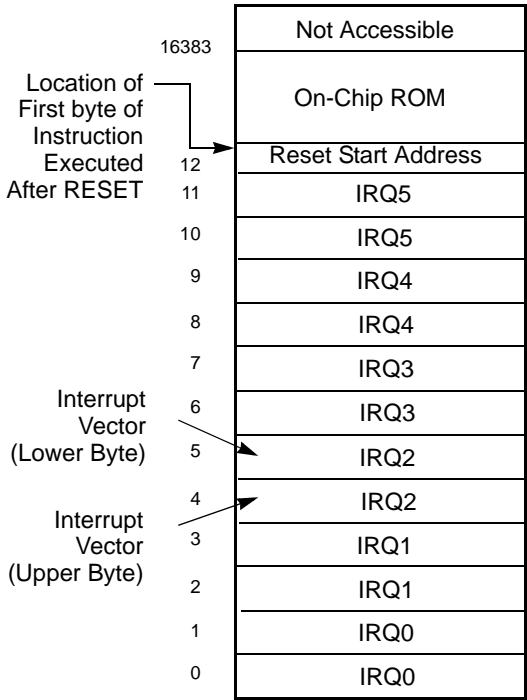 Not Accessible
16383
On-Chip ROM
Location of
First byte of
Instruction
Executed
After RESET
Reset Start Address
12
11
IRQ5
10
IRQ5
9
IRQ4
8
IRQ4
7
IRQ3
6
IRQ3
Interrupt
Vector
(Lower Byte)
5
IRQ2
4
IRQ2
Interrupt
Vector
(Upper Byte)
3
IRQ1
2
IRQ1
1
IRQ0
0
IRQ0